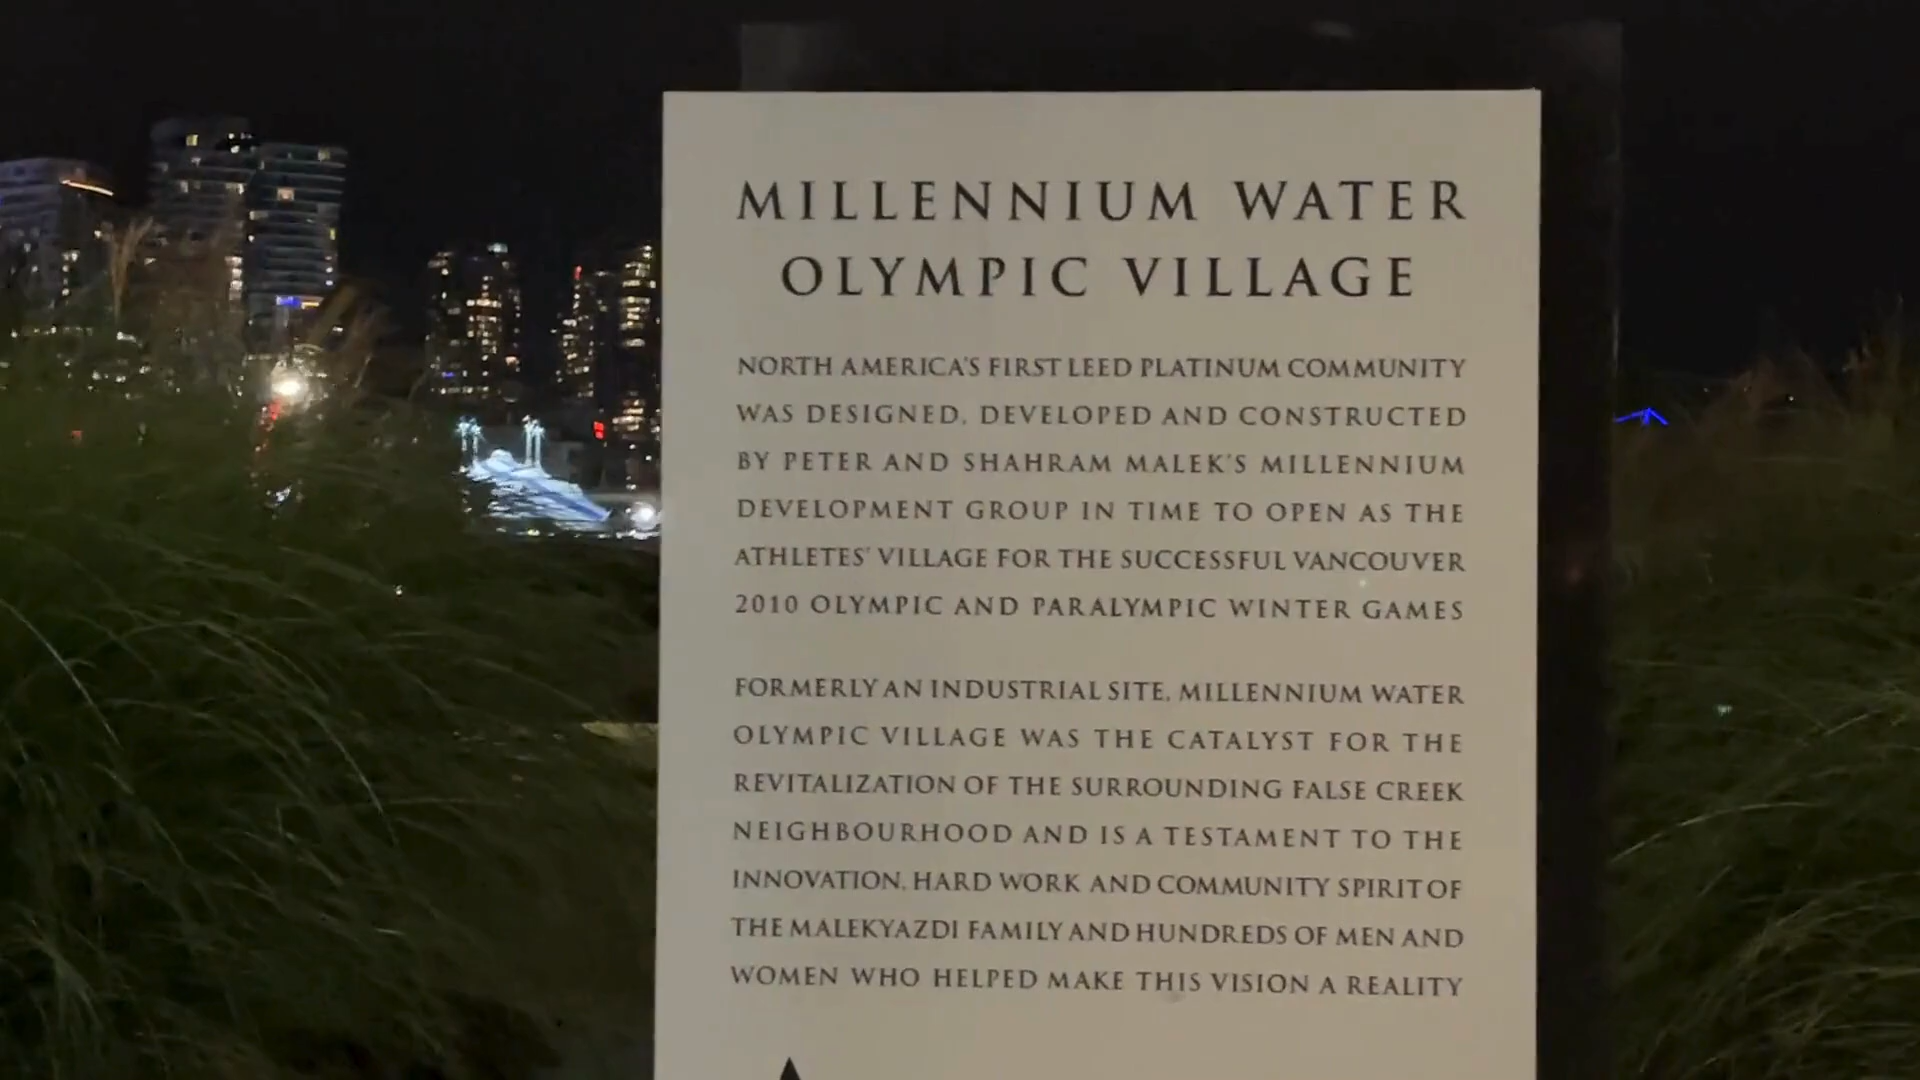 MILLENNIUM WATER
OLYMPIC VILLAGE
NORTH AMERICA'S FIRST LEED PLATINUM COMMUNITY
WAS DESIGNED, DEVELOPED AND CONSTRUCTED
BY PETER AND SHAHRAM MALEK'S MILLENNIUM
DEVELOPMENT GROUP IN TIME TO OPEN AS THE
ATHLETES' VILLAGE FOR THE SUCCESSFUL VANCOUVER
2010 OLYMPIC AND PARALYMPIC WINTER GAMES
FORMERLY AN INDUSTRIAL SITE, MILLENNIUM WATER
OLYMPIC VILLAGE WAS THE CATALYST FOR THE
REVITALIZATION OF THE SURROUNDING FALSE CREEK
NEIGHBOURHOOD AND IS A TESTAMENT TO THE
INNOVATION, HARD WORK AND COMMUNITY SPIRIT OF
THE MALEKYAZDI FAMILY AND HUNDREDS OF MEN AND
WOMEN WHO HELPED MAKE THIS VISION A REALITY